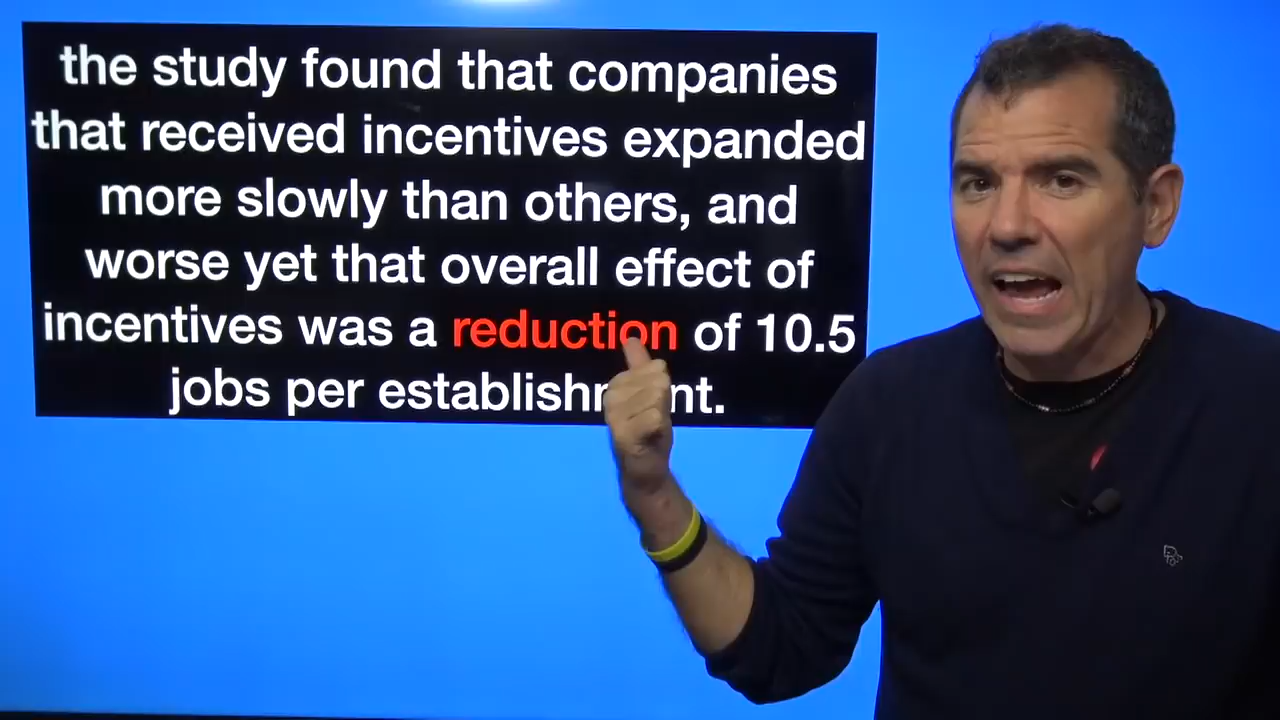 the study found that companies
that received incentives expanded
more slowly than others, and
worse yet that overall effect of
incentives was a reduction of 10.5
jobs per establishment.